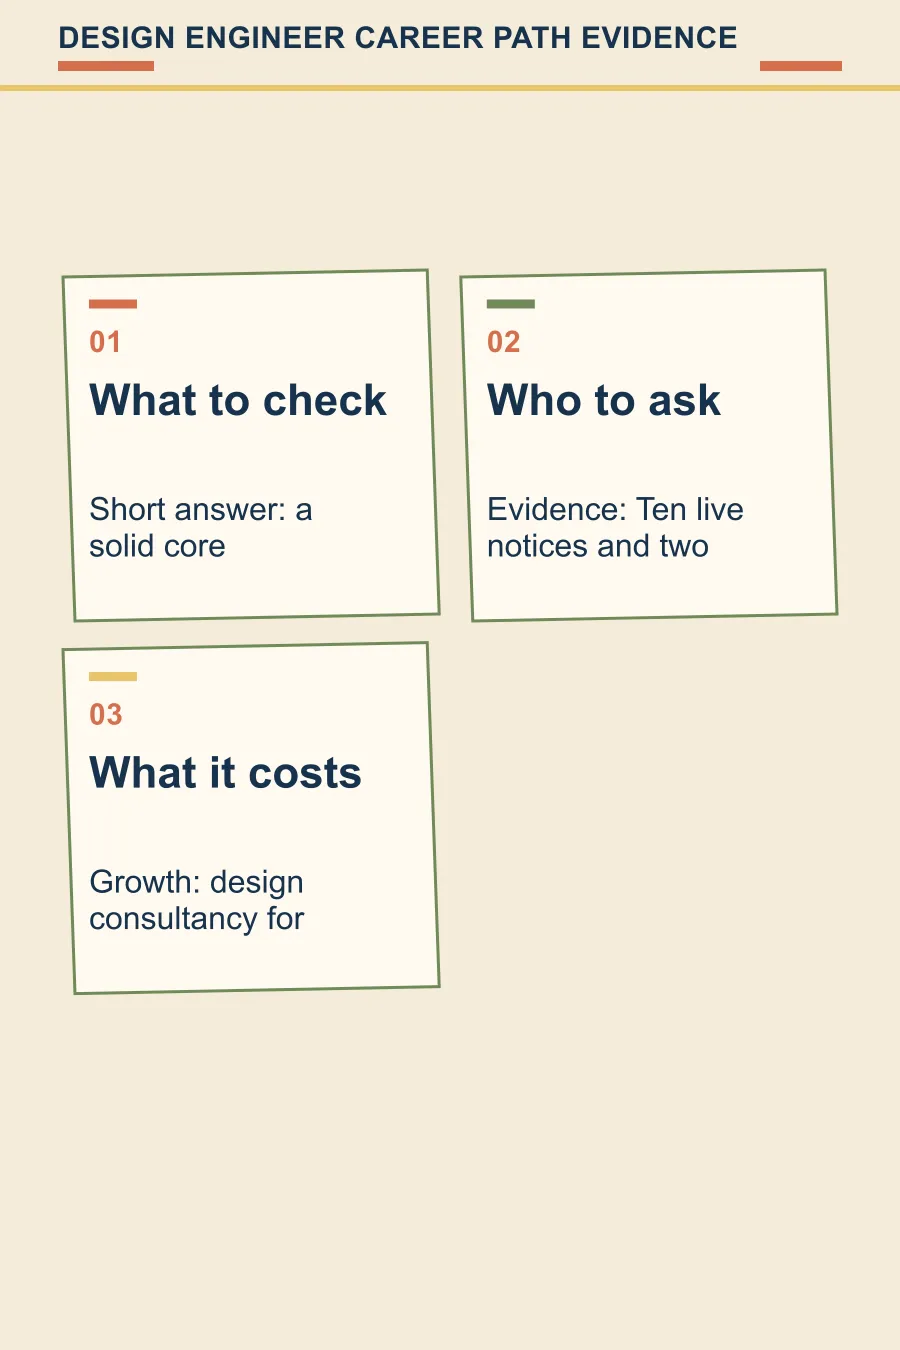 DESIGN ENGINEER CAREER PATH EVIDENCE
01
What to check
Short answer: a
solid core
02
Who to ask
Evidence: Ten live
notices and two
03
What it costs
Growth: design
consultancy for